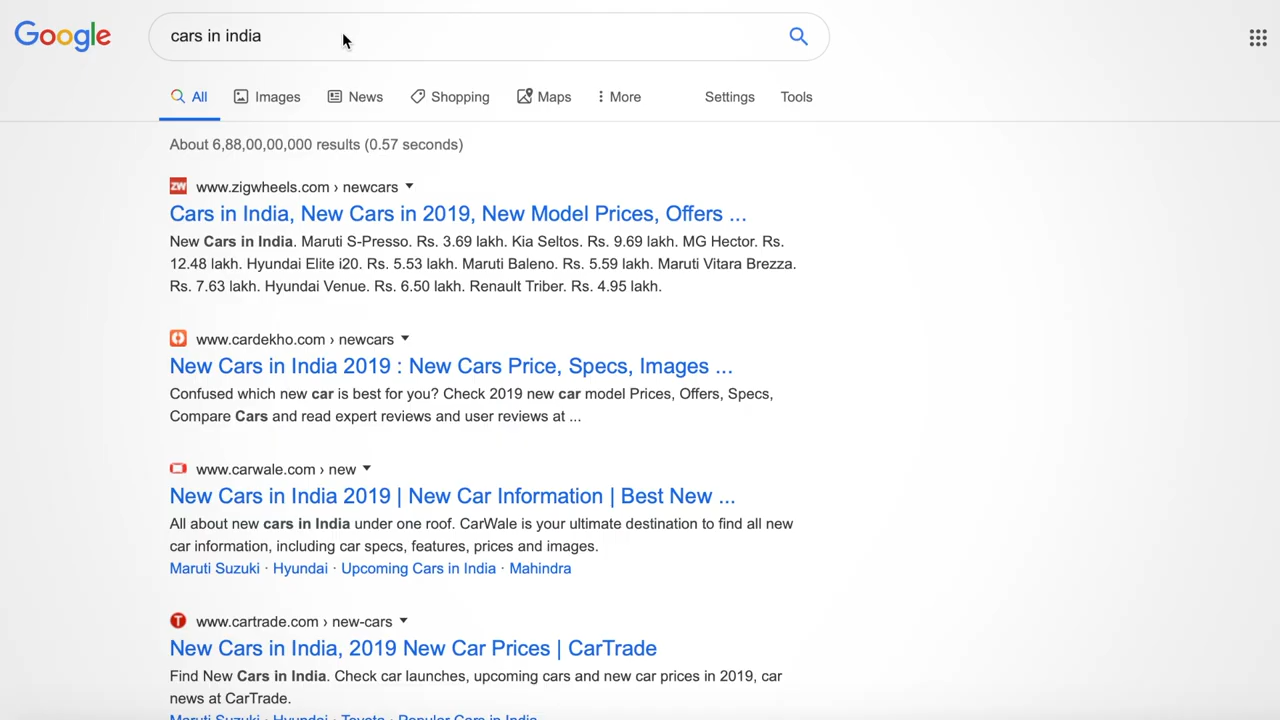 Google
cars in india
All Images News Shopping Maps More Settings Tools
About 6,88,00,00,000 results (0.57 seconds)
ZW www.zigwheels.com › newcars
Cars in India, New Cars in 2019, New Model Prices, Offers ...
New Cars in India. Maruti S-Presso. Rs. 3.69 lakh. Kia Seltos. Rs. 9.69 lakh. MG Hector. Rs.
12.48 lakh. Hyundai Elite i20. Rs. 5.53 lakh. Maruti Baleno. Rs. 5.59 lakh. Maruti Vitara Brezza.
Rs. 7.63 lakh. Hyundai Venue. Rs. 6.50 lakh. Renault Triber. Rs. 4.95 lakh.
www.cardekho.com › newcars
New Cars in India 2019 : New Cars Price, Specs, Images ...
Confused which new car is best for you? Check 2019 new car model Prices, Offers, Specs,
Compare Cars and read expert reviews and user reviews at ...
www.carwale.com › new
New Cars in India 2019 | New Car Information | Best New ...
All about new cars in India under one roof. CarWale is your ultimate destination to find all new
car information, including car specs, features, prices and images.
Maruti Suzuki · Hyundai · Upcoming Cars in India · Mahindra
T www.cartrade.com › new-cars
New Cars in India, 2019 New Car Prices | CarTrade
Find New Cars in India. Check car launches, upcoming cars and new car prices in 2019, car
news at CarTrade.
Maruti Suzuki · Hyundai · Toyota · Popular Cars in India